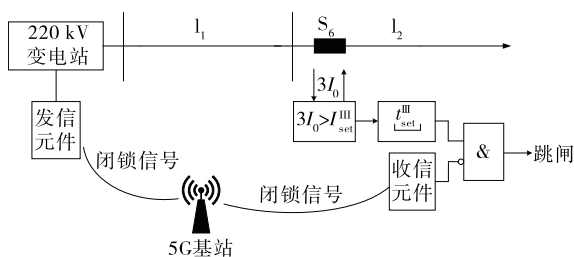 220 kV
变电站
l₁
S₆
l₂
3I₀
3I₀>Iᴵᴵᴵset
tᴵᴵᴵset
&
跳闸
发信
元件
闭锁信号
闭锁信号
收信
元件
5G基站